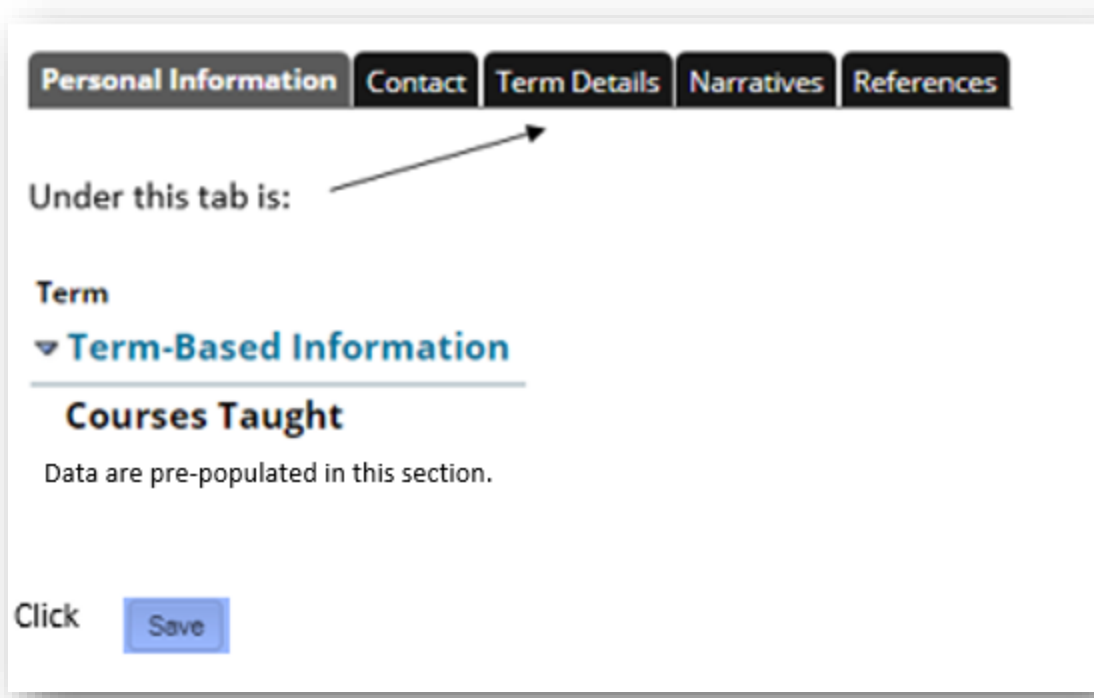 Personal Information Contact Term Details Narratives References
Under this tab is:
Term
Term-Based Information
Courses Taught
Data are pre-populated in this section.
Click Save